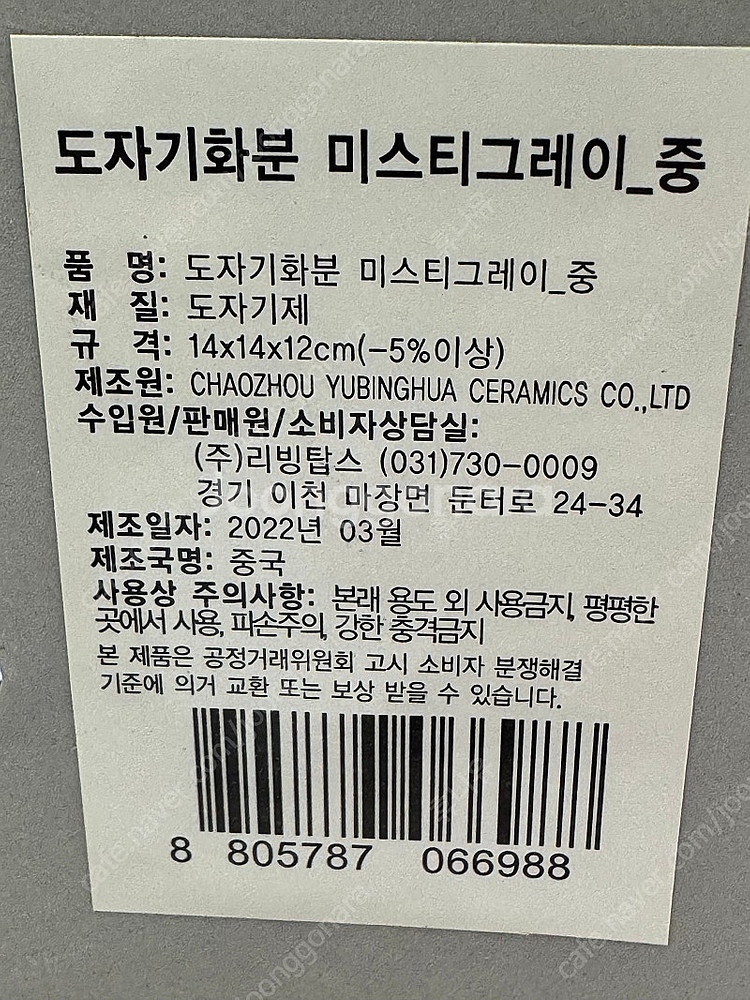 도자기화분 미스티그레이_중
품 명: 도자기화분 미스티그레이_중
재 질: 도자기제
규 격: 14x14x12cm(-5%이상)
제조원: CHAOZHOU YUBINGHUA CERAMICS CO.,LTD
수입원/판매원/소비자상담실:
(주)리빙탑스 (031)730-0009
경기 이천 마장면 둔터로 24-34
제조일자: 2022년 03월
제조국명: 중국
사용상 주의사항: 본래 용도 외 사용금지, 평평한
곳에서 사용, 파손주의, 강한 충격금지
본 제품은 공정거래위원회 고시 소비자 분쟁해결
기준에 의거 교환 또는 보상 받을 수 있습니다.
8 805787 066988